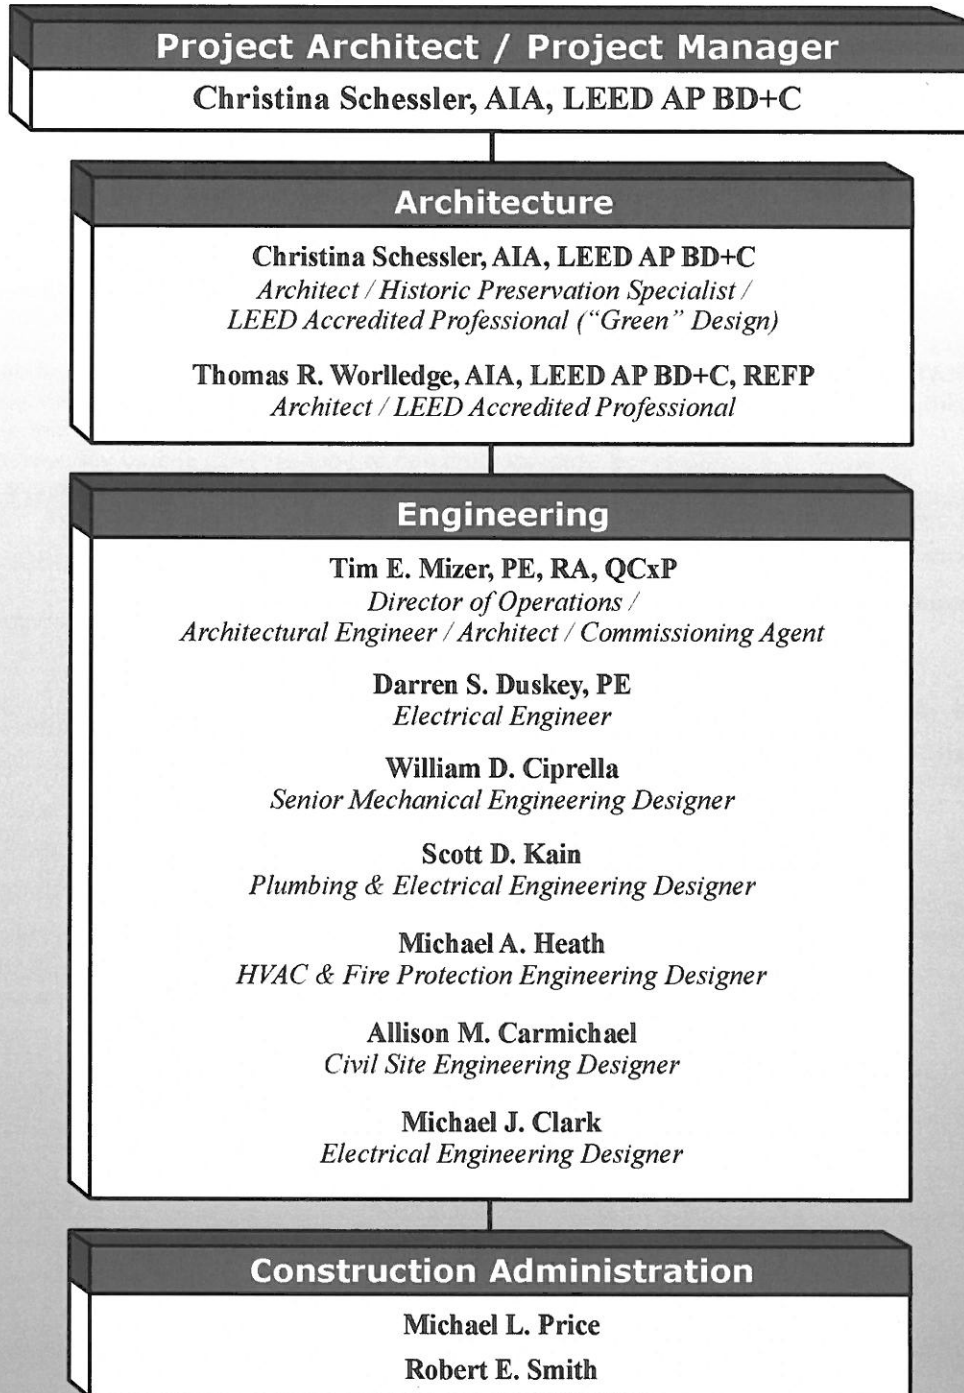 Project Architect / Project Manager
Christina Schessler, AIA, LEED AP BD+C
Architecture
Christina Schessler, AIA, LEED AP BD+C
Architect / Historic Preservation Specialist /
LEED Accredited Professional (“Green” Design)
Thomas R. Worlledge, AIA, LEED AP BD+C, REFP
Architect / LEED Accredited Professional
Engineering
Tim E. Mizer, PE, RA, QCxP
Director of Operations /
Architectural Engineer / Architect / Commissioning Agent
Darren S. Duskey, PE
Electrical Engineer
William D. Ciprella
Senior Mechanical Engineering Designer
Scott D. Kain
Plumbing & Electrical Engineering Designer
Michael A. Heath
HVAC & Fire Protection Engineering Designer
Allison M. Carmichael
Civil Site Engineering Designer
Michael J. Clark
Electrical Engineering Designer
Construction Administration
Michael L. Price
Robert E. Smith